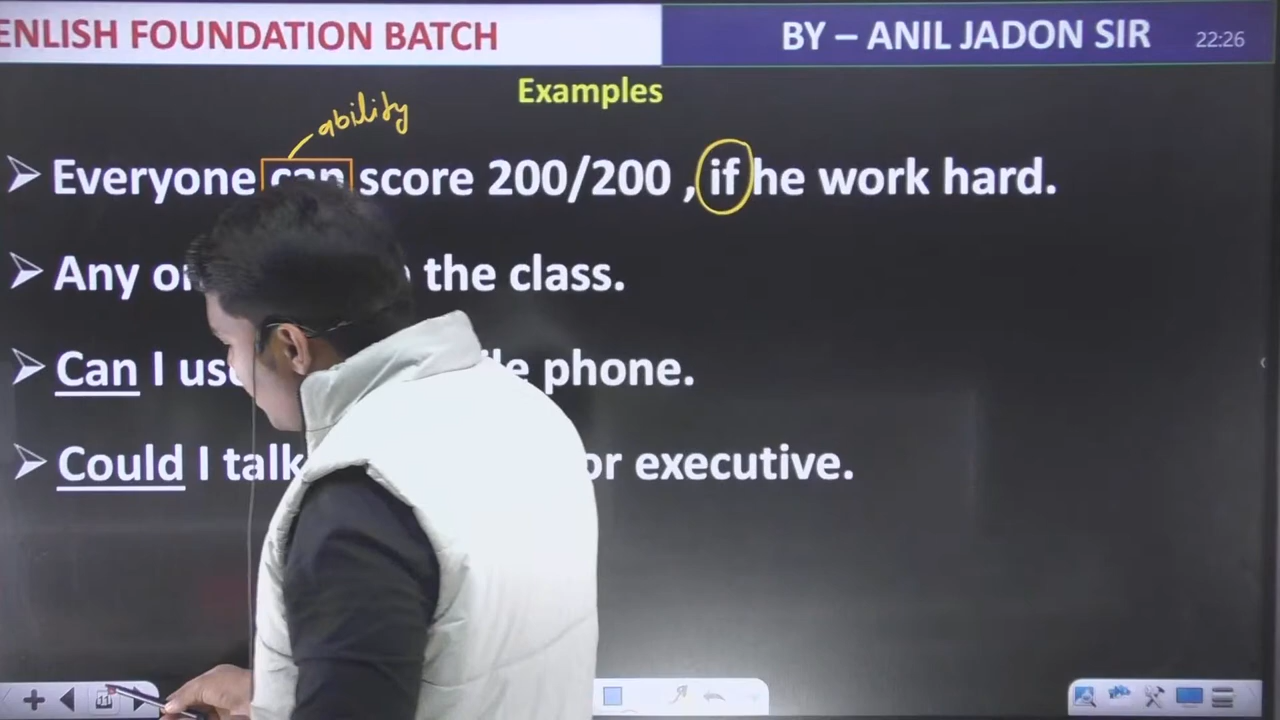 ENLISH FOUNDATION BATCH
BY – ANIL JADON SIR
22:26
Examples
ability
Everyone can score 200/200 , if he work hard.
Any the class.
Can I phone.
Could I talk executive.
11